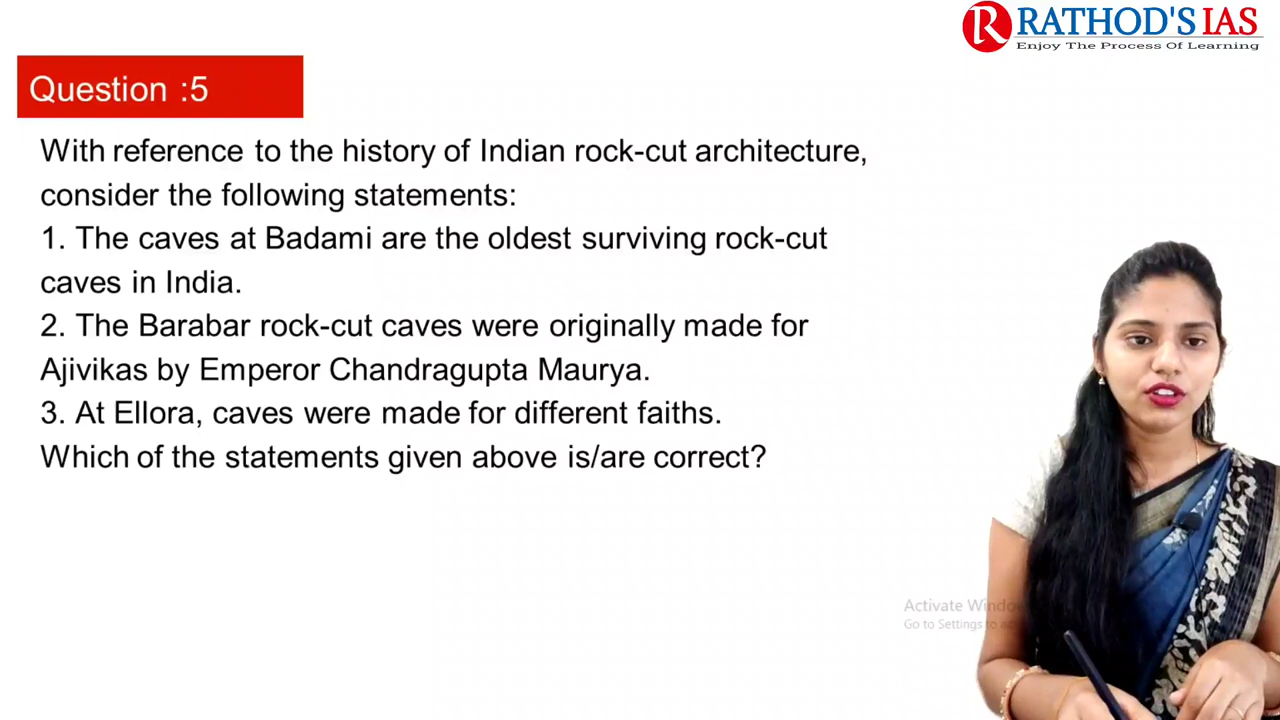 RATHOD'S IAS
Enjoy The Process Of Learning
Question :5
With reference to the history of Indian rock-cut architecture,
consider the following statements:
1. The caves at Badami are the oldest surviving rock-cut
caves in India.
2. The Barabar rock-cut caves were originally made for
Ajivikas by Emperor Chandragupta Maurya.
3. At Ellora, caves were made for different faiths.
Which of the statements given above is/are correct?
Activate
Go to Settings to